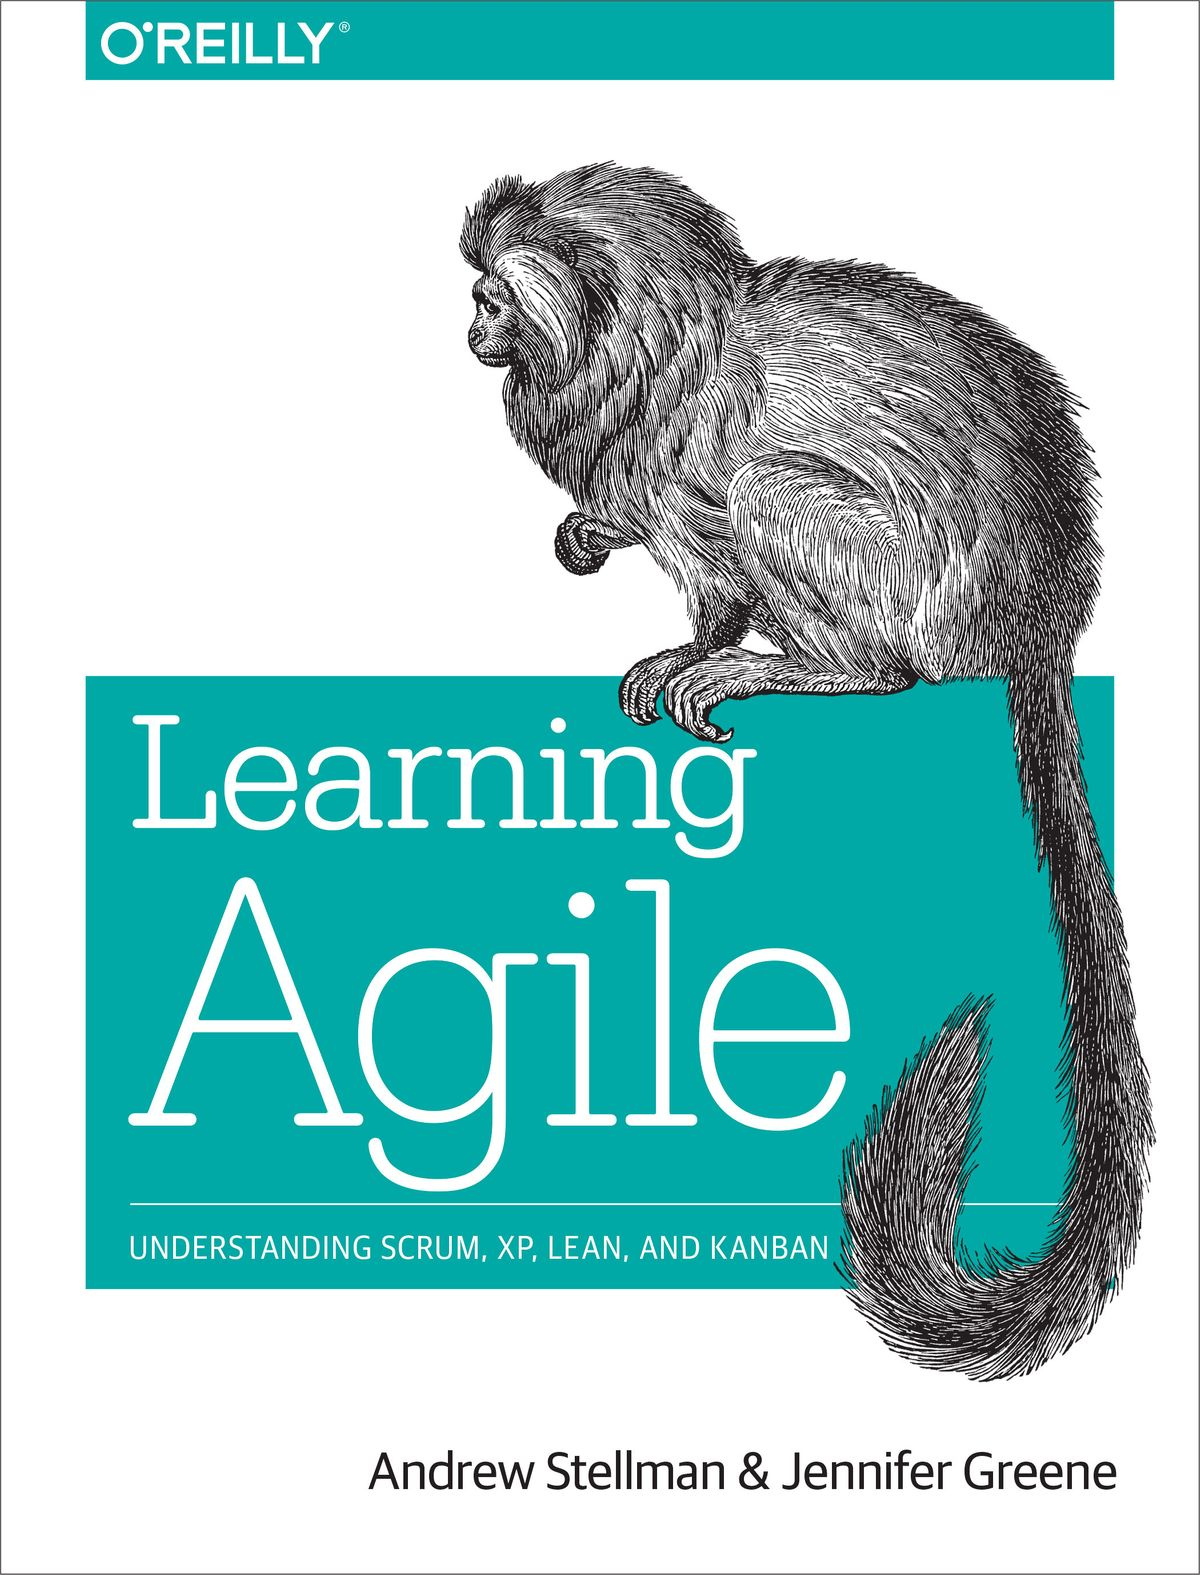 O'REILLY®
Learning
Agile
UNDERSTANDING SCRUM, XP, LEAN, AND KANBAN
Andrew Stellman & Jennifer Greene